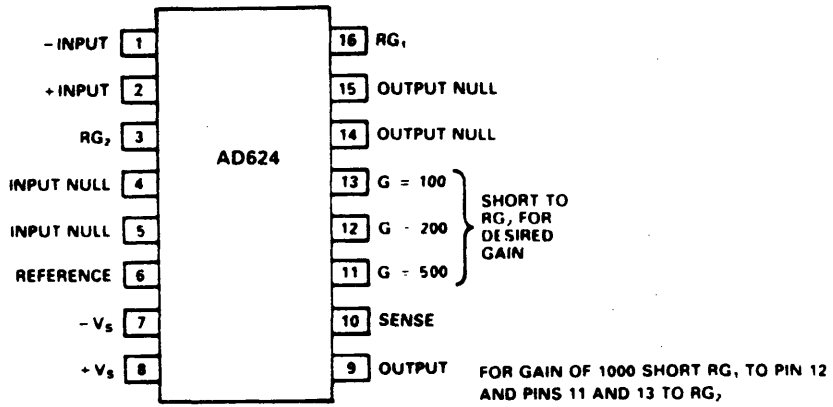 - INPUT 1
+ INPUT 2
RG₂ 3
INPUT NULL 4
INPUT NULL 5
REFERENCE 6
- Vs 7
+ Vs 8
AD624
16 RG₁
15 OUTPUT NULL
14 OUTPUT NULL
13 G = 100
12 G - 200
11 G = 500
10 SENSE
9 OUTPUT
SHORT TO
RG₂ FOR
DESIRED
GAIN
FOR GAIN OF 1000 SHORT RG₁ TO PIN 12
AND PINS 11 AND 13 TO RG₂